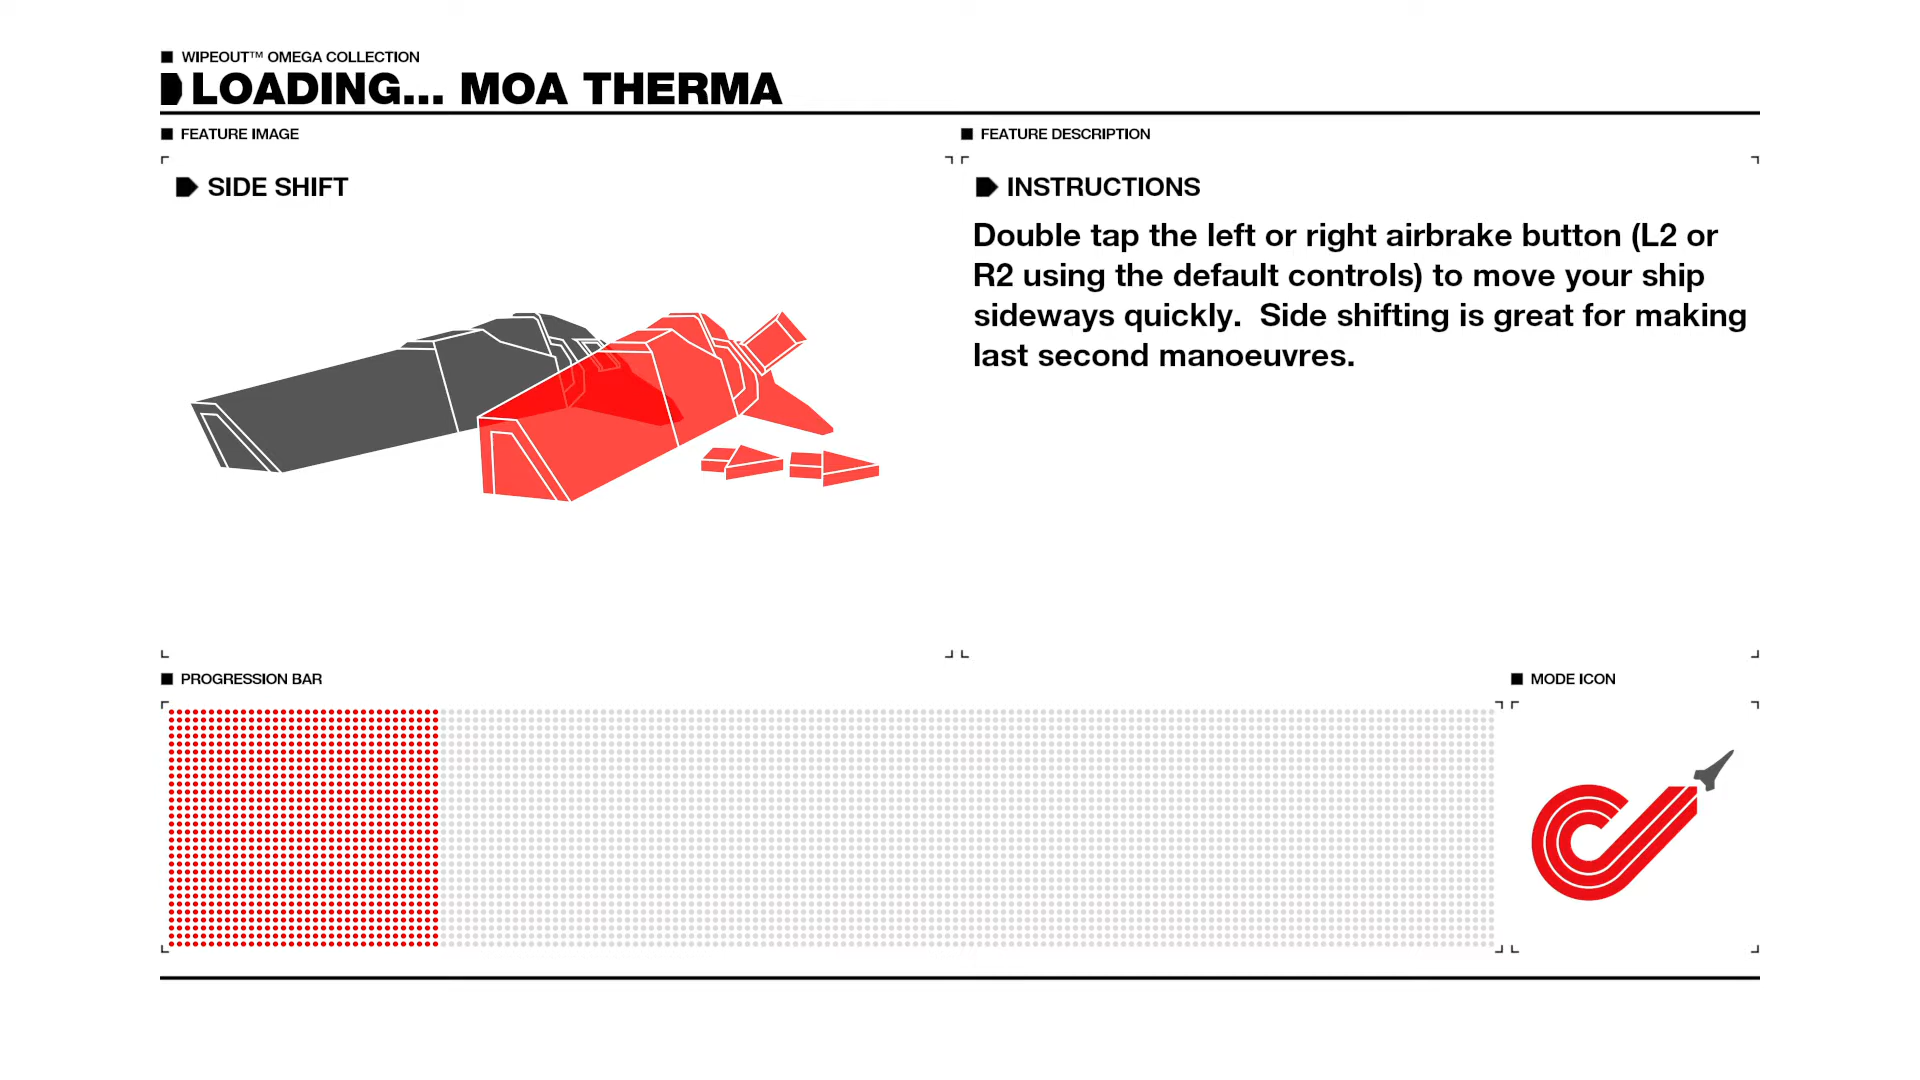 WIPEOUT™ OMEGA COLLECTION
LOADING... MOA THERMA
FEATURE IMAGE
SIDE SHIFT
FEATURE DESCRIPTION
INSTRUCTIONS
Double tap the left or right airbrake button (L2 or
R2 using the default controls) to move your ship
sideways quickly.  Side shifting is great for making
last second manoeuvres.
PROGRESSION BAR
MODE ICON